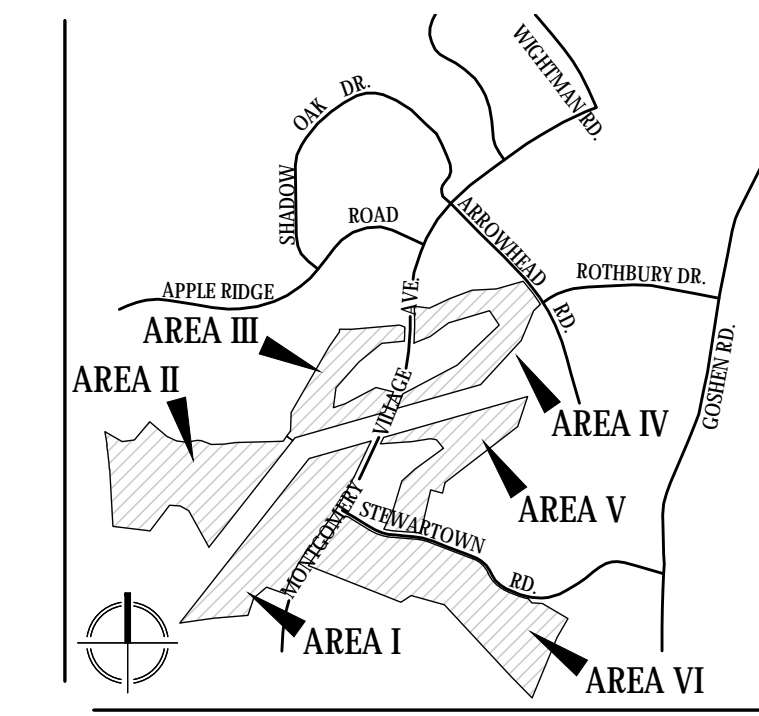 WIGHTMAN RD.
SHADOW OAK DR.
APPLE RIDGE ROAD
ARROWHEAD RD.
ROTHBURY DR.
GOSHEN RD.
MONTGOMERY VILLAGE AVE.
AREA III
AREA II
AREA IV
AREA V
STEWARTOWN RD.
AREA I
AREA VI